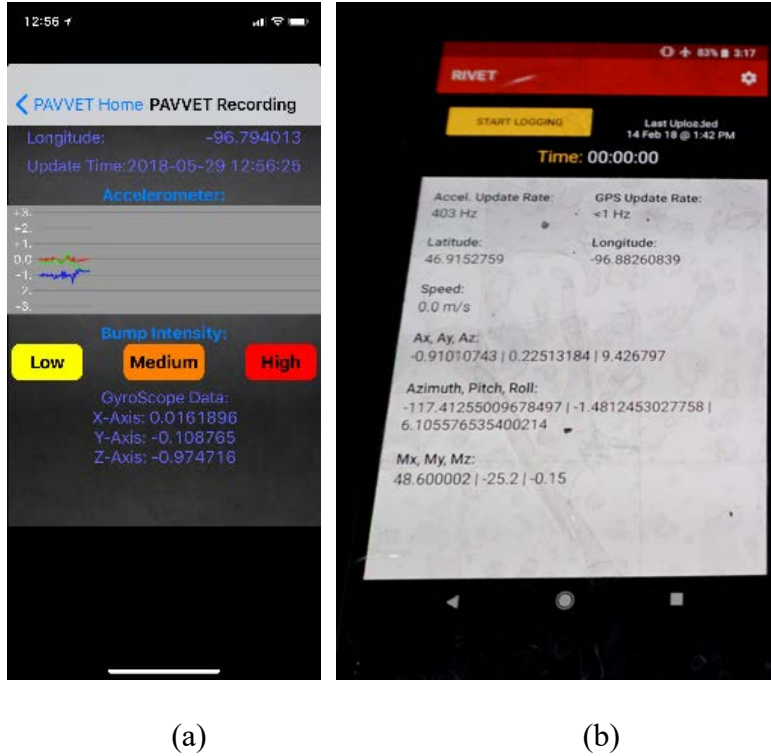 12:56
PAVVET Home PAVVET Recording
Longitude: -96.794013
Update Time:2018-05-29 12:56:25
Accelerometer:
+3.
+2.
+1.
0.0
-1.
-2.
-3.
Bump Intensity:
Low Medium High
GyroScope Data:
X-Axis: 0.0161896
Y-Axis: -0.108765
Z-Axis: -0.974716
(a)
83% 3:17
RIVET
START LOGGING
Last Uploaded
14 Feb 18 @ 1:42 PM
Time: 00:00:00
Accel. Update Rate: GPS Update Rate:
403 Hz <1 Hz
Latitude: Longitude:
46.9152759 -96.88260839
Speed:
0.0 m/s
Ax, Ay, Az:
-0.91010743 | 0.22513184 | 9.426797
Azimuth, Pitch, Roll:
-117.41255009678497 | -1.4812453027758 |
6.105576535400214
Mx, My, Mz:
48.600002 | -25.2 | -0.15
(b)